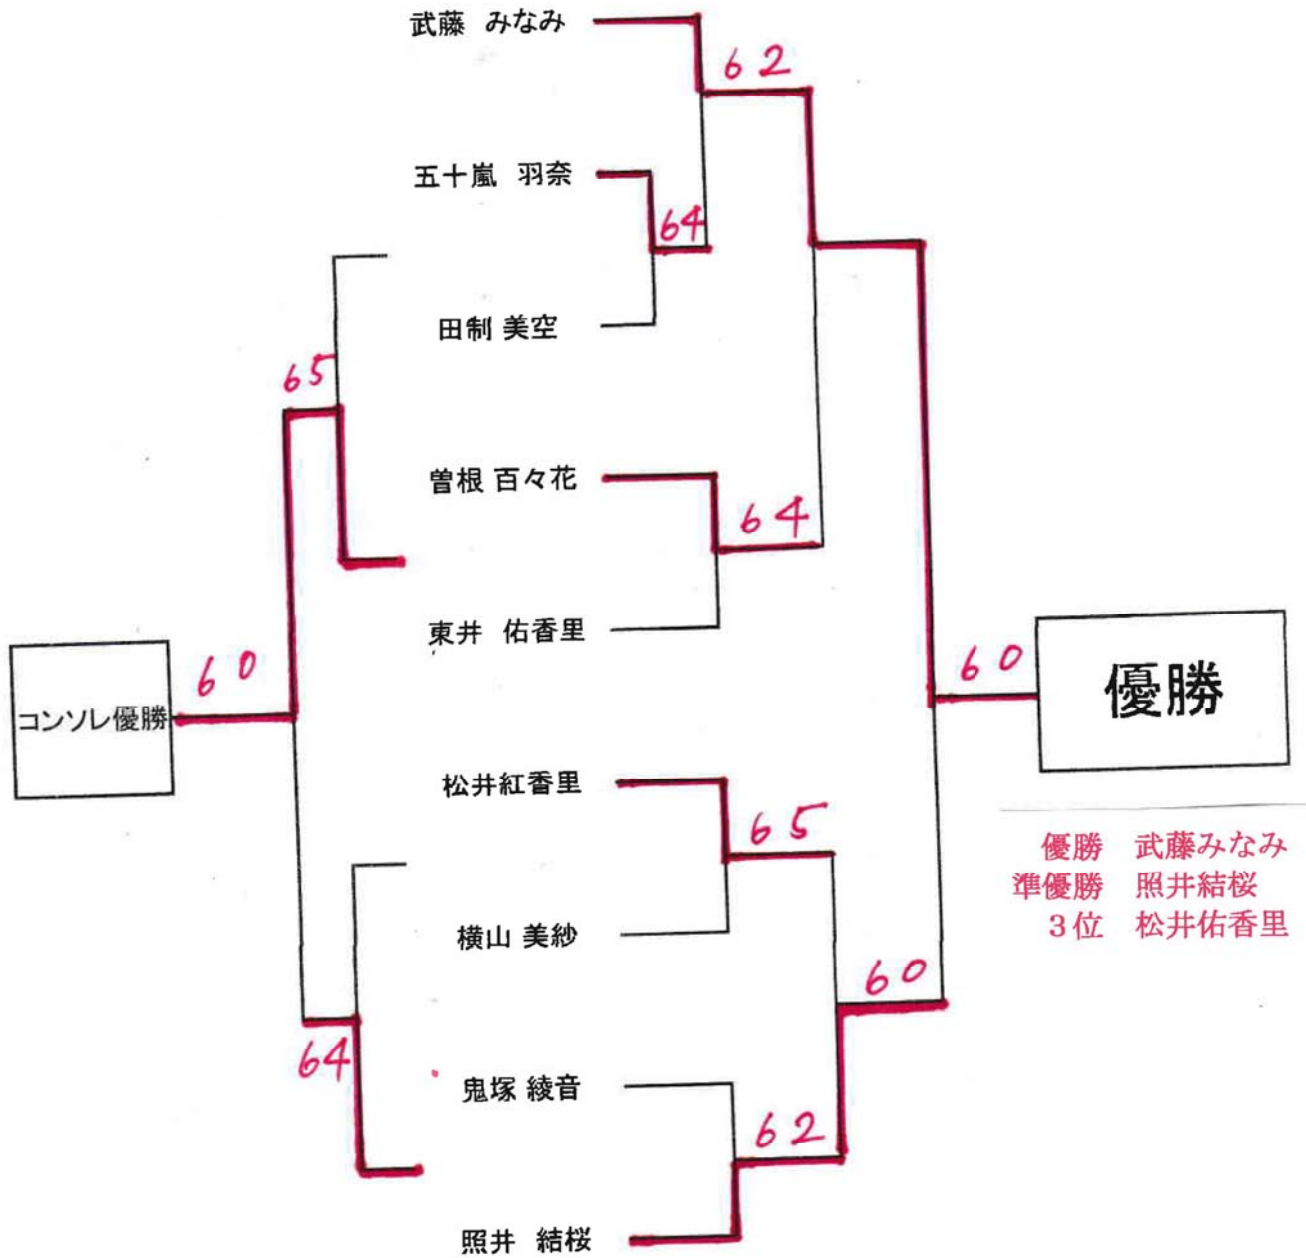 武藤 みなみ
62
五十嵐 羽奈
64
田制 美空
65
曽根 百々花
64
東井 佑香里
60
コンソレ優勝
60
優勝
松井紅香里
65
優勝 武藤みなみ
準優勝 照井結桜
3位 松井佑香里
横山 美紗
60
64
鬼塚 綾音
62
照井 結桜